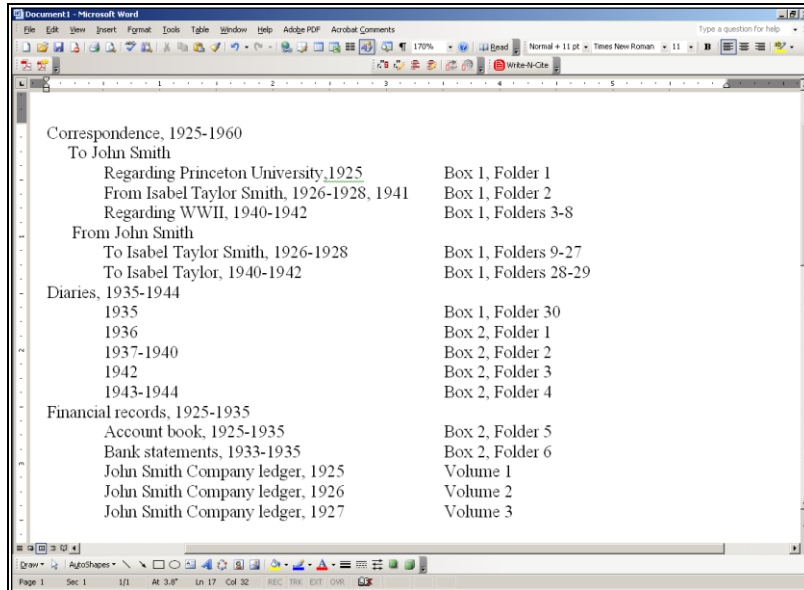 Document1 - Microsoft Word
File Edit View Insert Format Tools Table Window Help Adobe PDF Acrobat Comments Type a question for help
170% Read Normal + 11 pt Times New Roman 11 B
Write-N-Cite
1 2 3 4 5
Correspondence, 1925-1960
To John Smith
Regarding Princeton University,1925 Box 1, Folder 1
From Isabel Taylor Smith, 1926-1928, 1941 Box 1, Folder 2
Regarding WWII, 1940-1942 Box 1, Folders 3-8
From John Smith
To Isabel Taylor Smith, 1926-1928 Box 1, Folders 9-27
To Isabel Taylor, 1940-1942 Box 1, Folders 28-29
Diaries, 1935-1944
1935 Box 1, Folder 30
1936 Box 2, Folder 1
1937-1940 Box 2, Folder 2
1942 Box 2, Folder 3
1943-1944 Box 2, Folder 4
Financial records, 1925-1935
Account book, 1925-1935 Box 2, Folder 5
Bank statements, 1933-1935 Box 2, Folder 6
John Smith Company ledger, 1925 Volume 1
John Smith Company ledger, 1926 Volume 2
John Smith Company ledger, 1927 Volume 3
Draw AutoShapes
Page 1 Sec 1 1/1 At 3.8" Ln 17 Col 32 REC TRK EXT OVR